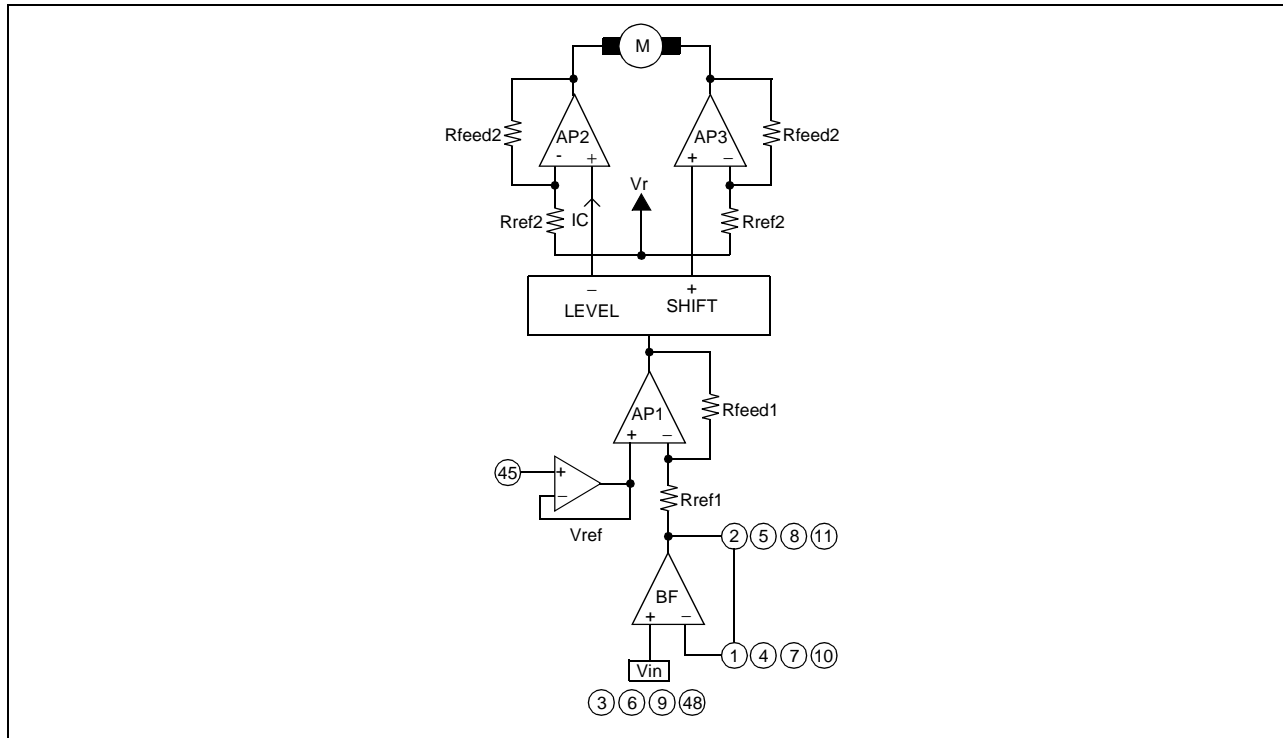 M
Rfeed2
AP2
- +
AP3
+ −
Rfeed2
Vr
Rref2
IC
Rref2
− +
LEVEL SHIFT
AP1
+ −
Rfeed1
45
+
−
Vref
Rref1
2 5 8 11
BF
+ −
1 4 7 10
Vin
3 6 9 48